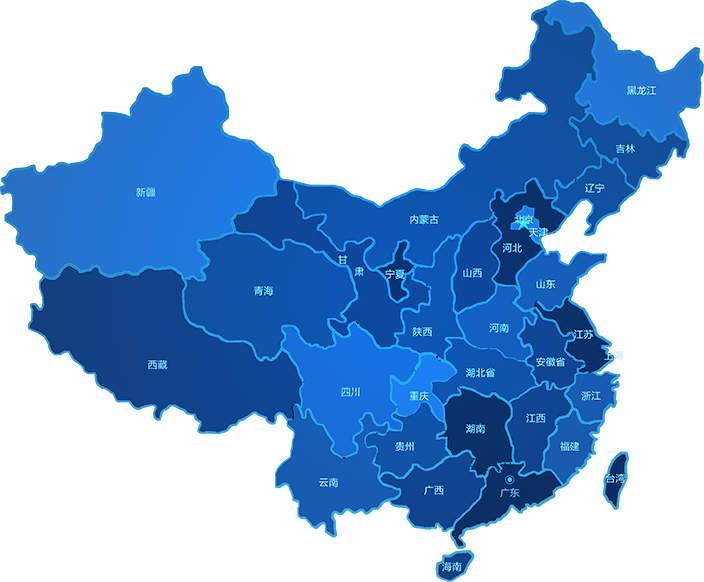 黑龙江
吉林
辽宁
新疆
内蒙古
北京
天津
河北
甘
肃
宁夏
山西
青海
山东
陕西
河南
江苏
上海
西藏
安徽省
湖北省
四川
重庆
浙江
江西
湖南
贵州
福建
云南
广西
广东
台湾
海南